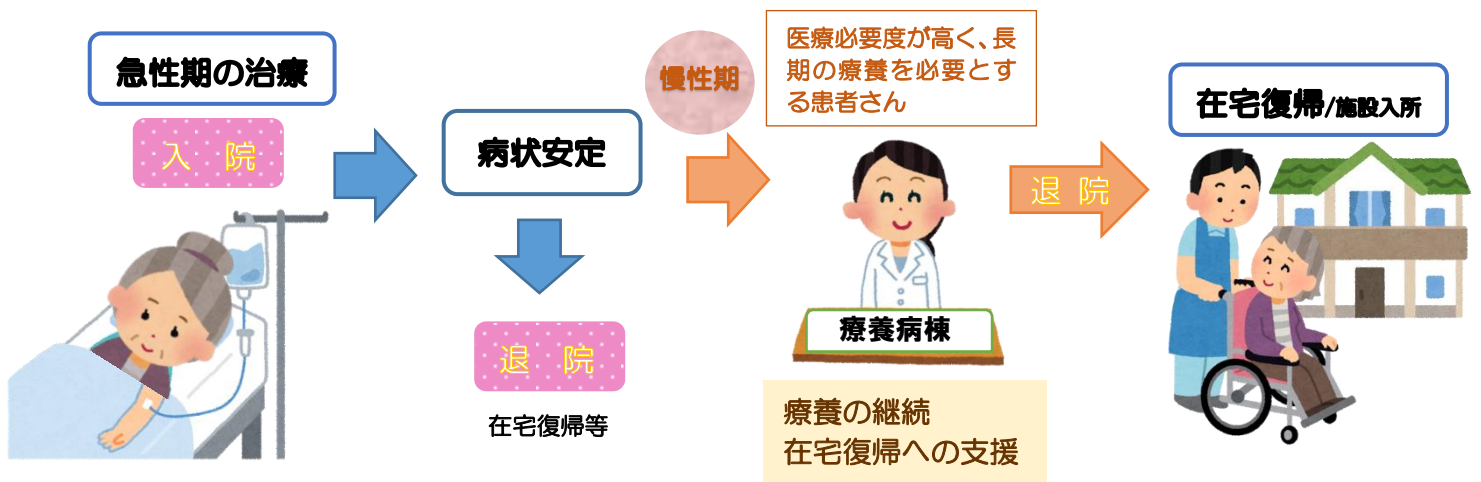 急性期の治療
入　院
病状安定
退　院
在宅復帰等
慢性期
医療必要度が高く、長
期の療養を必要とす
る患者さん
療養病棟
療養の継続
在宅復帰への支援
退 院
在宅復帰/施設入所